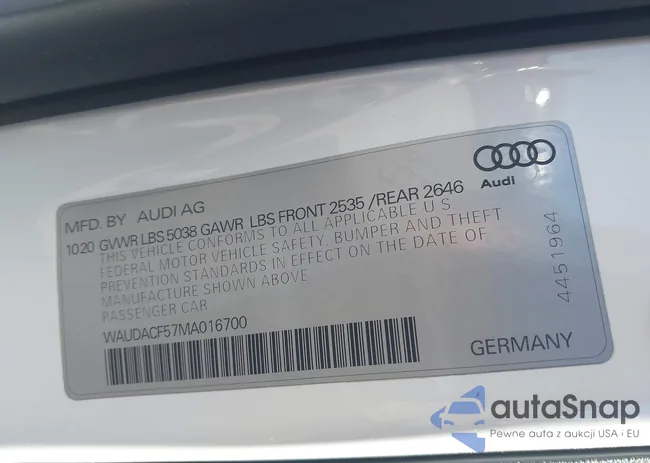 MFD. BY AUDI AG
1020 GVWR LBS 5038 GAWR LBS FRONT 2535 /REAR 2646
THIS VEHICLE CONFORMS TO ALL APPLICABLE U S
FEDERAL MOTOR VEHICLE SAFETY, BUMPER AND THEFT
PREVENTION STANDARDS IN EFFECT ON THE DATE OF
MANUFACTURE SHOWN ABOVE
PASSENGER CAR
WAUDACF57MA016700
Audi
4451964
GERMANY
autaSnap
Pewne auta z aukcji USA i EU